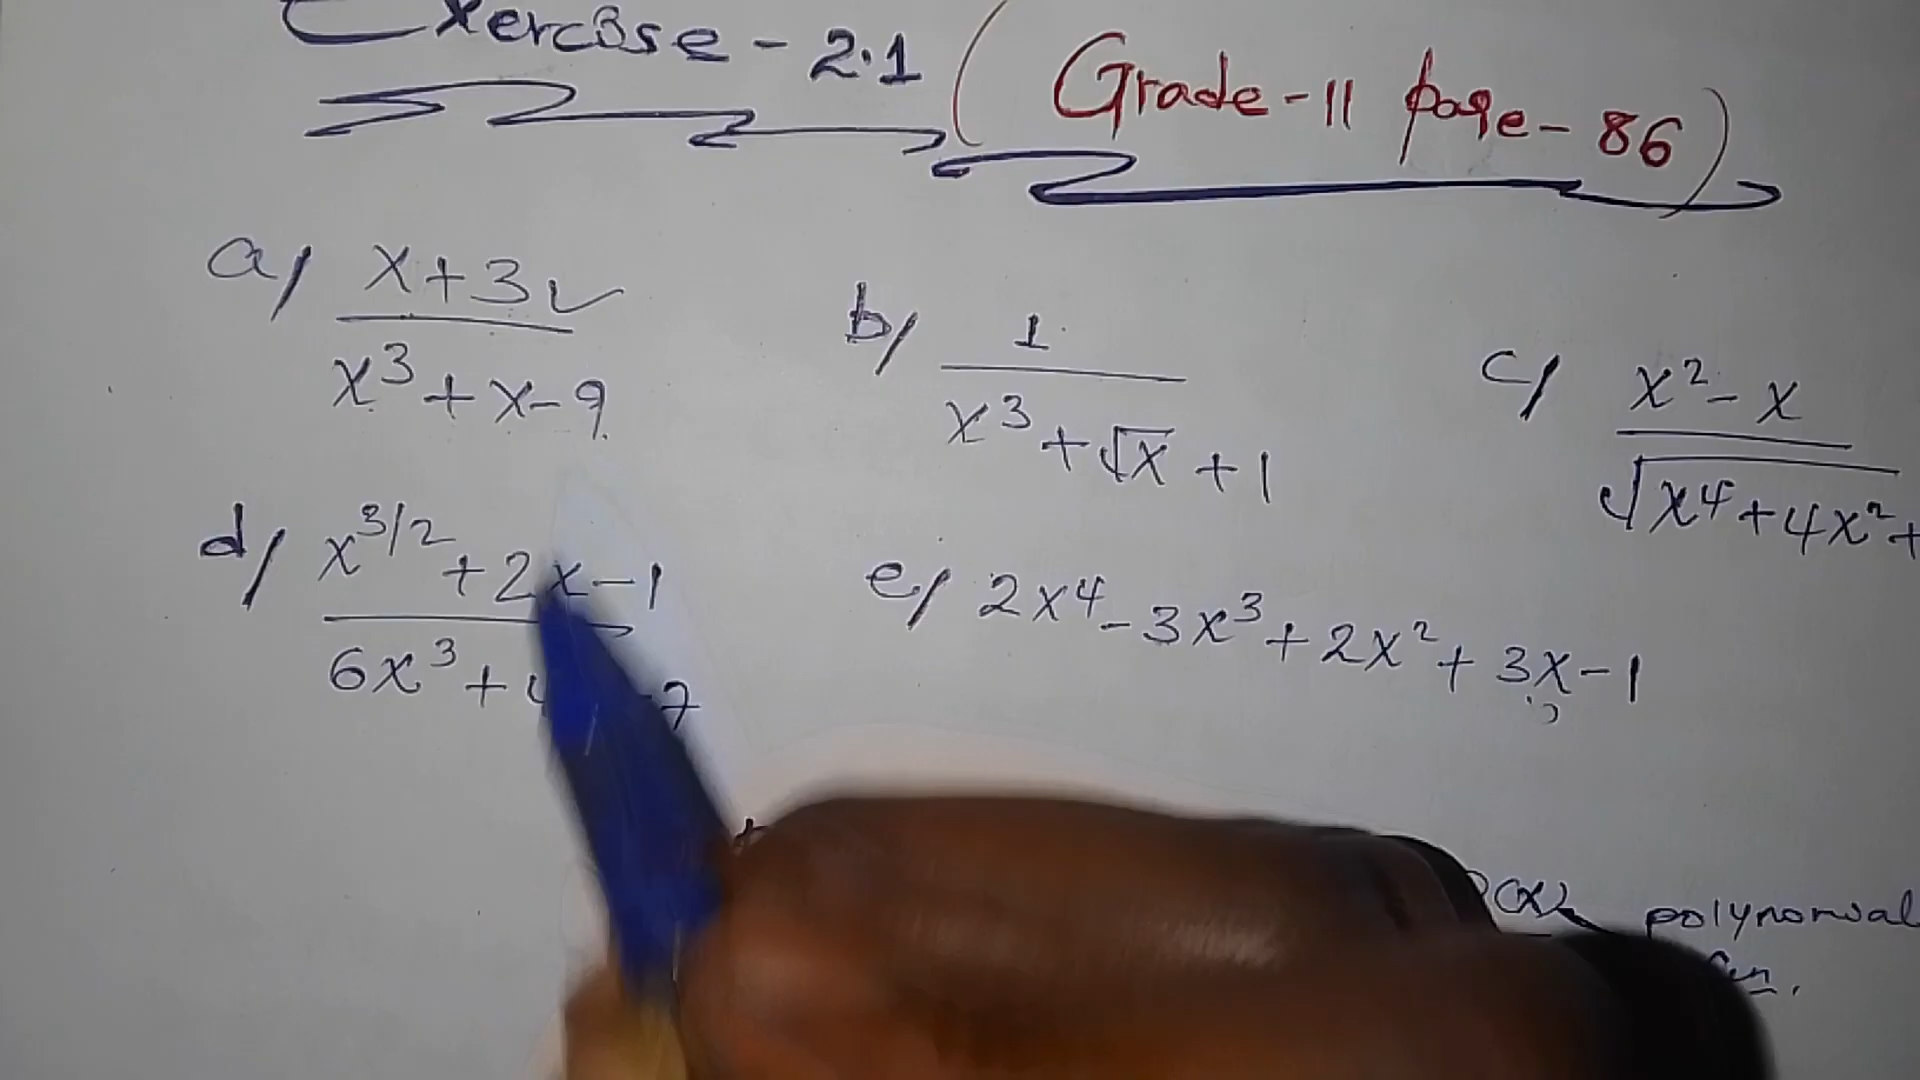 Exercise - 2.1 (Grade-11 page-86)
a/ x+3 ✓ / x³+x-9
b/ 1 / x³+√x+1
c/ x²-x / √x⁴+4x²+
d/ x^3/2+2x-1 / 6x³+
e/ 2x⁴-3x³+2x²+3x-1
polynomial